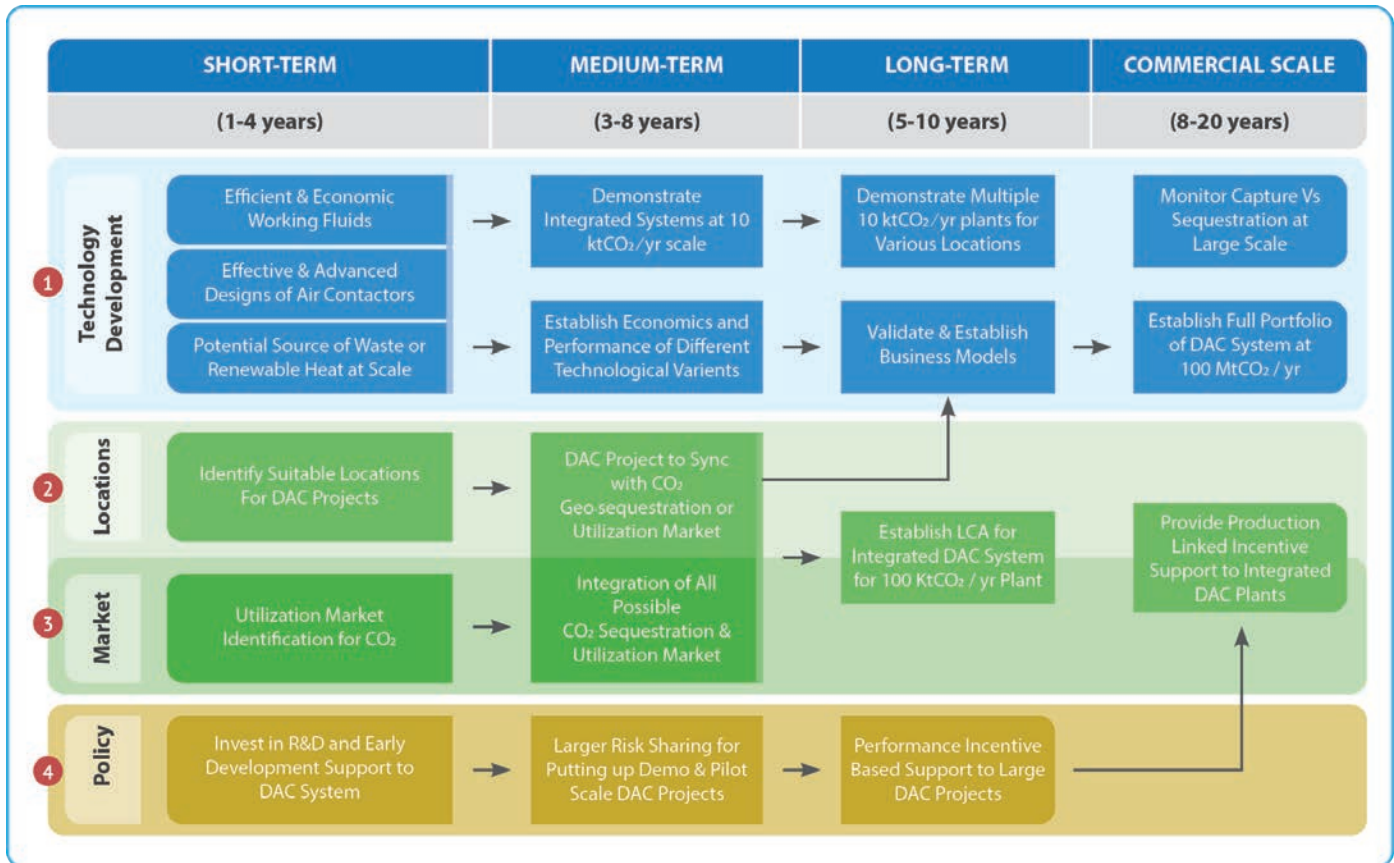 SHORT-TERM
MEDIUM-TERM
LONG-TERM
COMMERCIAL SCALE
(1-4 years)
(3-8 years)
(5-10 years)
(8-20 years)
1
Technology
Development
Efficient & Economic
Working Fluids
Effective & Advanced
Designs of Air Contactors
Potential Source of Waste or
Renewable Heat at Scale
Demonstrate
Integrated Systems at 10
ktCO₂/yr scale
Establish Economics and
Performance of Different
Technological Varients
Demonstrate Multiple
10 ktCO₂/yr plants for
Various Locations
Validate & Establish
Business Models
Monitor Capture Vs
Sequestration at
Large Scale
Establish Full Portfolio
of DAC System at
100 MtCO₂ / yr
2
Locations
Identify Suitable Locations
For DAC Projects
DAC Project to Sync
with CO₂
Geo-sequestration or
Utilization Market
Establish LCA for
Integrated DAC System
for 100 KtCO₂ / yr Plant
Provide Production
Linked Incentive
Support to Integrated
DAC Plants
3
Market
Utilization Market
Identification for CO₂
Integration of All
Possible
CO₂ Sequestration &
Utilization Market
4
Policy
Invest in R&D and Early
Development Support to
DAC System
Larger Risk Sharing for
Putting up Demo & Pilot
Scale DAC Projects
Performance Incentive
Based Support to Large
DAC Projects